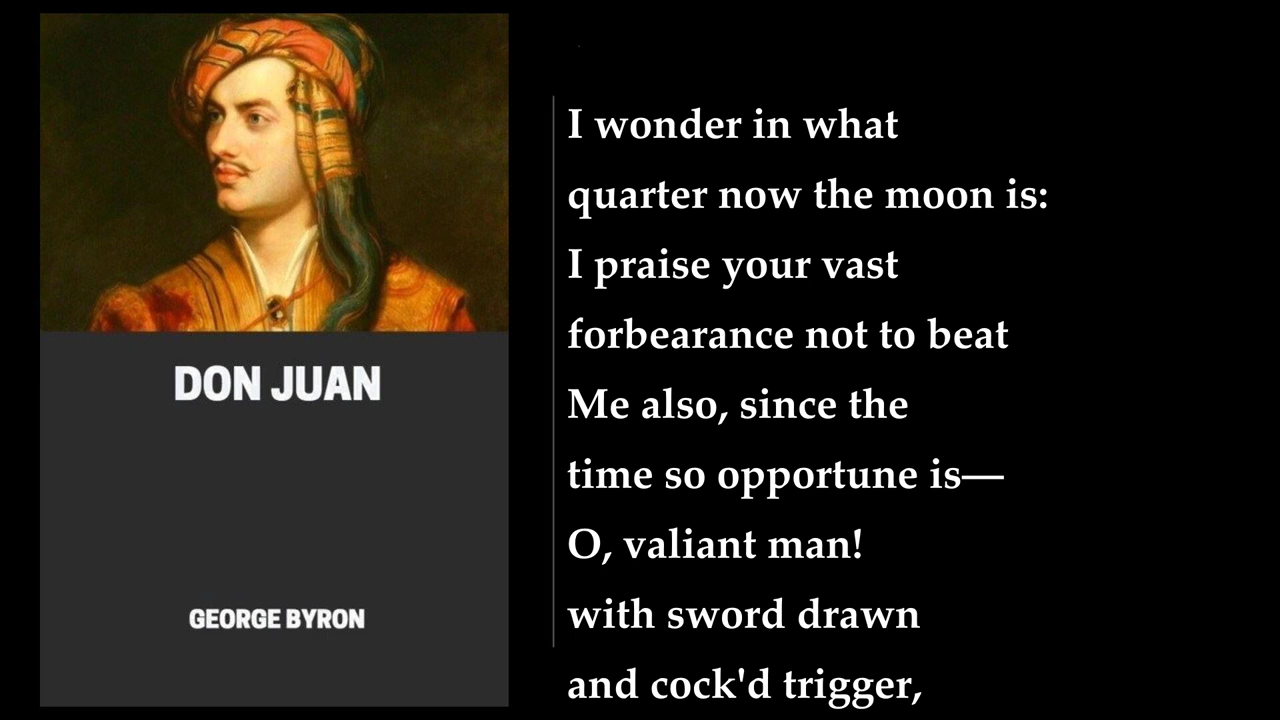 DON JUAN
GEORGE BYRON
I wonder in what
quarter now the moon is:
I praise your vast
forbearance not to beat
Me also, since the
time so opportune is—
O, valiant man!
with sword drawn
and cock'd trigger,